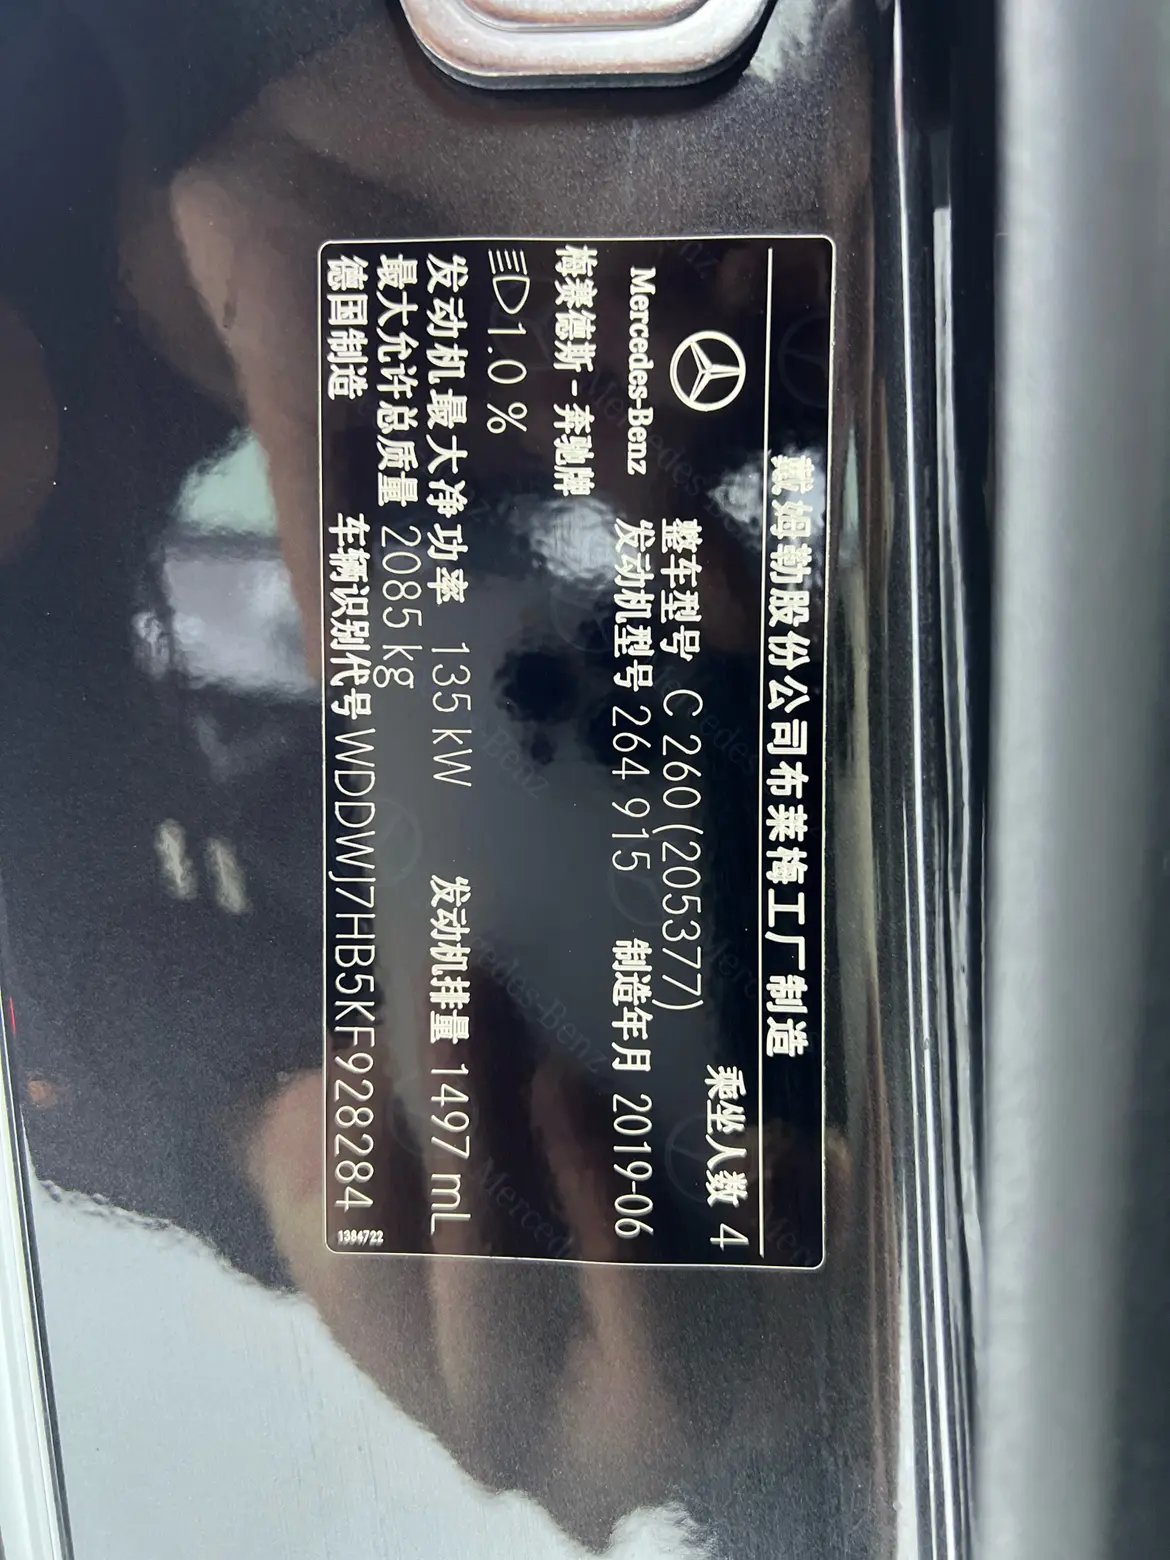 戴姆勒股份公司布莱梅工厂制造
乘坐人数 4
Mercedes-Benz
整车型号 C 260 (205377)
发动机型号 264 915 制造年月 2019-06
梅赛德斯-奔驰牌
1.0 %
发动机最大净功率 135 kW 发动机排量 1497 mL
最大允许总质量 2085 kg
德国制造 车辆识别代号 WDDWJ7HB5KF928284
1384722